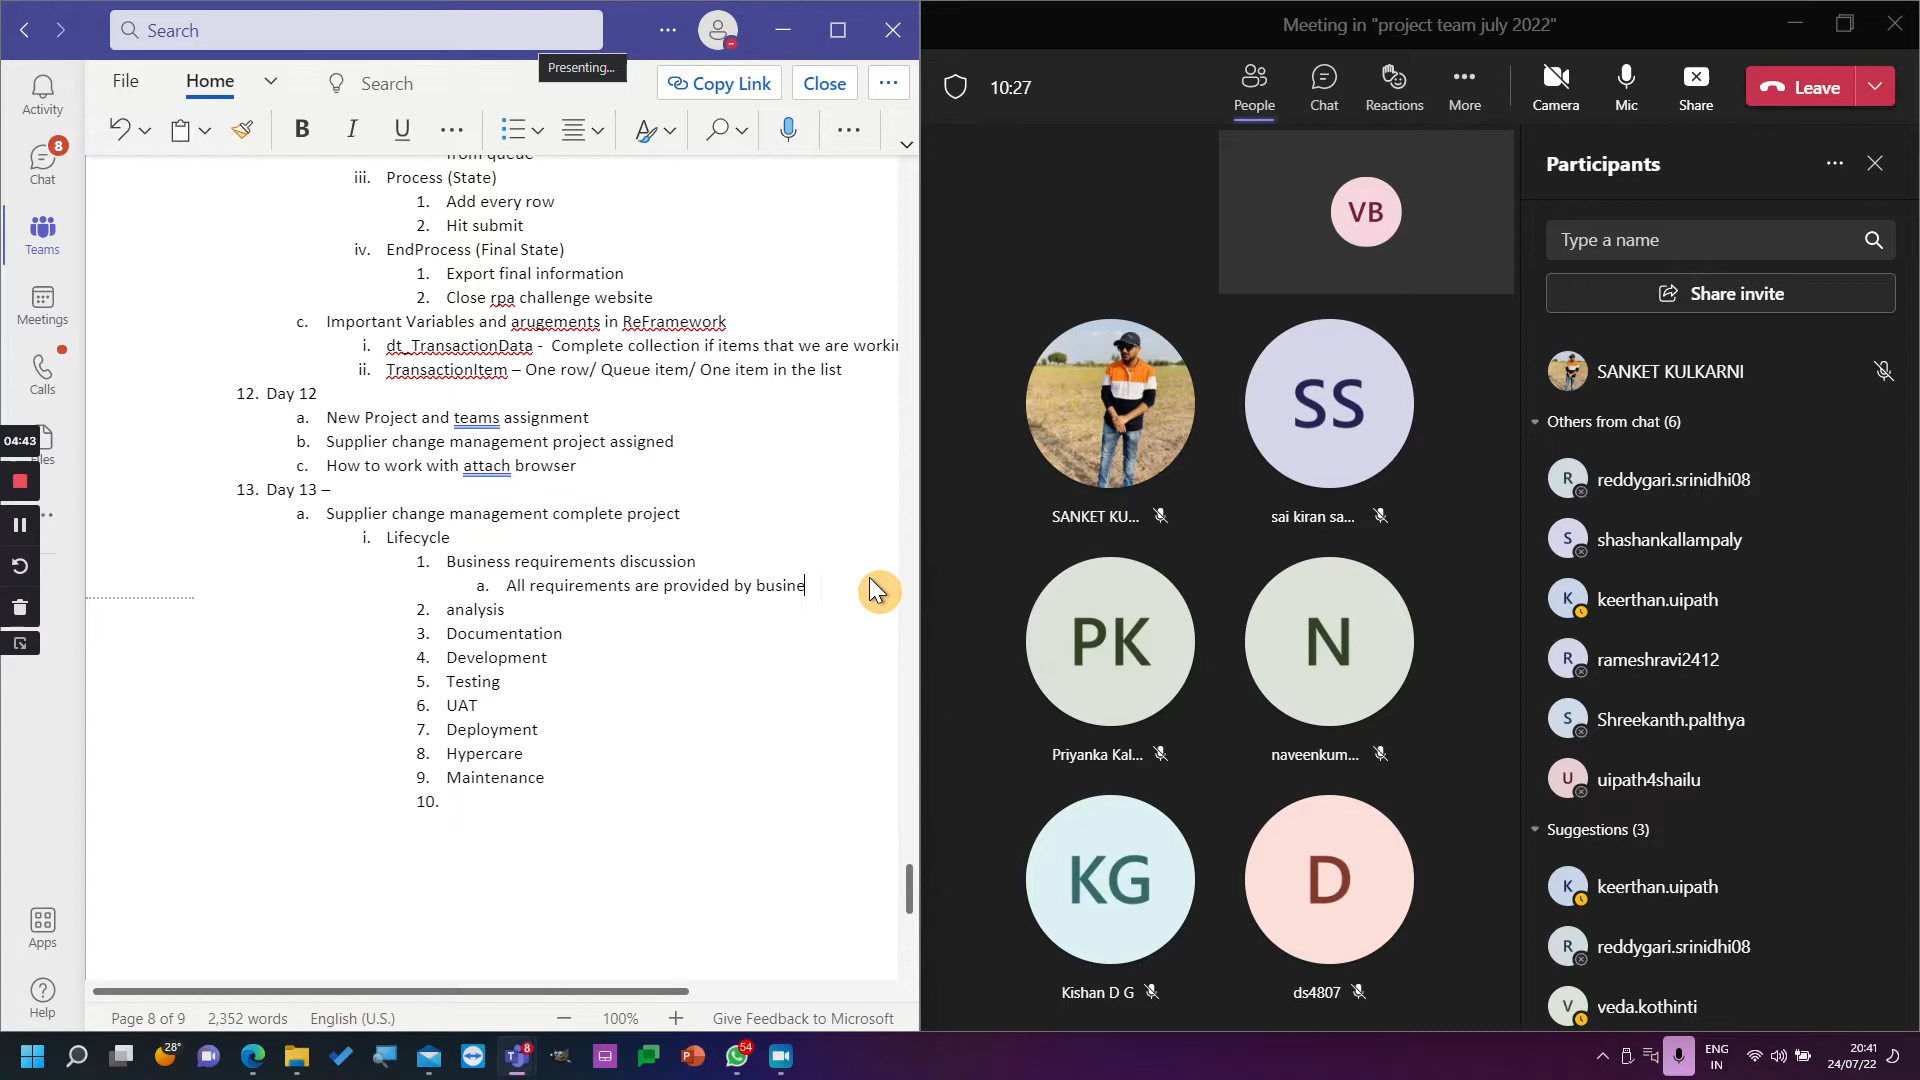 Search
Presenting...
Meeting in "project team july 2022"
Activity
Chat
8
Teams
Meetings
Calls
Apps
Help
04:43
File
Home
Search
Copy Link
Close
B
I
U
from queue
iii. Process (State)
1. Add every row
2. Hit submit
iv. EndProcess (Final State)
1. Export final information
2. Close rpa challenge website
c. Important Variables and arugements in ReFramework
i. dt_TransactionData - Complete collection if items that we are
ii. TransactionItem – One row/ Queue item/ One item in the list
12. Day 12
a. New Project and teams assignment
b. Supplier change management project assigned
c. How to work with attach browser
13. Day 13 –
a. Supplier change management complete project
i. Lifecycle
1. Business requirements discussion
a. All requirements are provided by busine
2. analysis
3. Documentation
4. Development
5. Testing
6. UAT
7. Deployment
8. Hypercare
9. Maintenance
10.
Page 8 of 9
2,352 words
English (U.S.)
100%
Give Feedback to Microsoft
10:27
People
Chat
Reactions
More
Camera
Mic
Share
Leave
VB
SANKET KU...
SS
sai kiran sa...
PK
Priyanka Kal...
N
naveenkum...
KG
Kishan D G
D
ds4807
Participants
Type a name
Share invite
SANKET KULKARNI
Others from chat (6)
R reddygari.srinidhi08
S shashankallampaly
K keerthan.uipath
R rameshravi2412
S Shreekanth.palthya
U uipath4shailu
Suggestions (3)
K keerthan.uipath
R reddygari.srinidhi08
V veda.kothinti
28°
8
54
ENG
IN
20:41
24/07/22